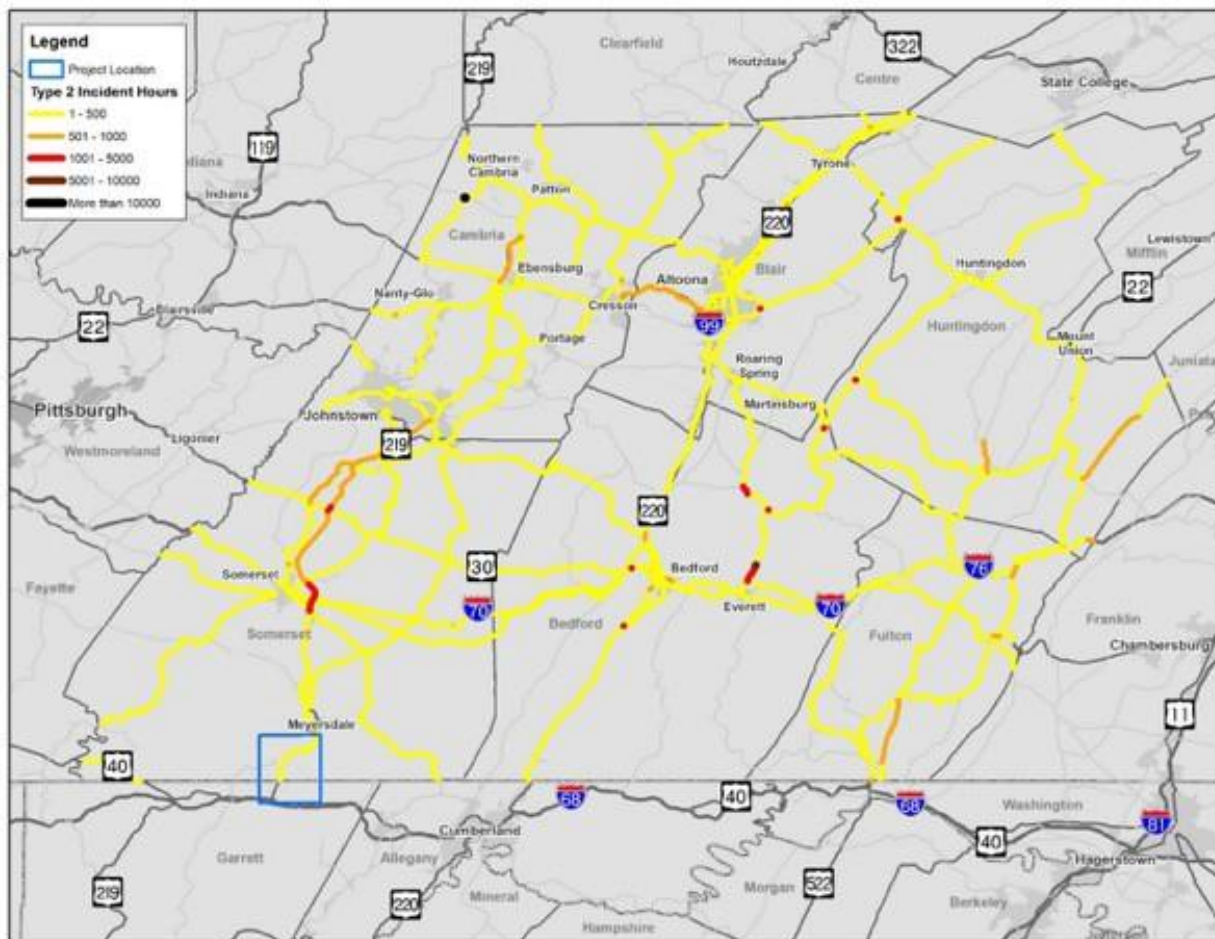 Legend
Project Location
Type 2 Incident Hours
1 - 500
501 - 1000
1001 - 5000
5001 - 10000
More than 10000
Clearfield
322
219
Houtzdale
Centre
State College
119
Indiana
Northern
Cambria
Tyrone
Patton
220
Cambria
Lewistown
Mifflin
Ebensburg
Altoona
Blair
Huntingdon
22
Nanty-Glo
Cresson
Blairsville
99
22
Huntingdon
Portage
Mount
Union
Roaring
Spring
Juniata
Pittsburgh
Johnstown
Martinsburg
Ligonier
219
Westmoreland
220
Somerset
30
Bedford
76
Fayette
70
Everett
70
Somerset
Bedford
Fulton
Franklin
Chambersburg
Meyersdale
11
40
68
40
68
Washington
81
Cumberland
40
Garrett
Allegany
Hagerstown
219
220
Mineral
Morgan
522
Berkeley
Hampshire